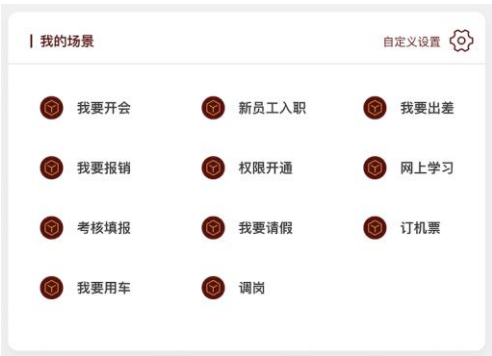 我的场景 自定义设置
我要开会 新员工入职 我要出差
我要报销 权限开通 网上学习
考核填报 我要请假 订机票
我要用车 调岗